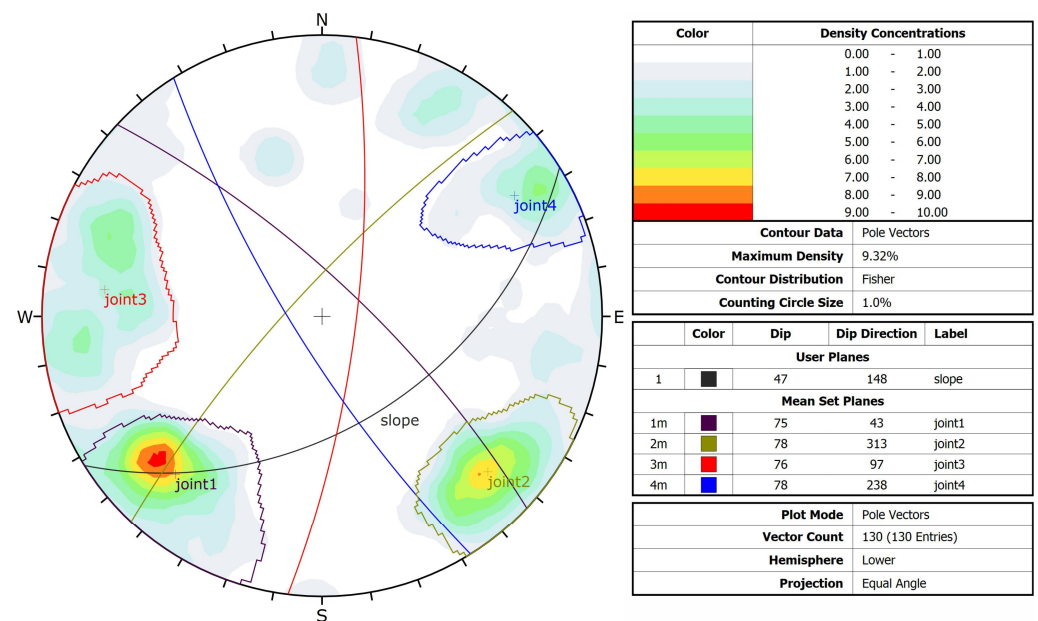 N
W
E
S
joint4
joint3
slope
joint1
joint2
Color Density Concentrations
0.00 - 1.00
1.00 - 2.00
2.00 - 3.00
3.00 - 4.00
4.00 - 5.00
5.00 - 6.00
6.00 - 7.00
7.00 - 8.00
8.00 - 9.00
9.00 - 10.00
Contour Data Pole Vectors
Maximum Density 9.32%
Contour Distribution Fisher
Counting Circle Size 1.0%
Color Dip Dip Direction Label
User Planes
1 47 148 slope
Mean Set Planes
1m 75 43 joint1
2m 78 313 joint2
3m 76 97 joint3
4m 78 238 joint4
Plot Mode Pole Vectors
Vector Count 130 (130 Entries)
Hemisphere Lower
Projection Equal Angle